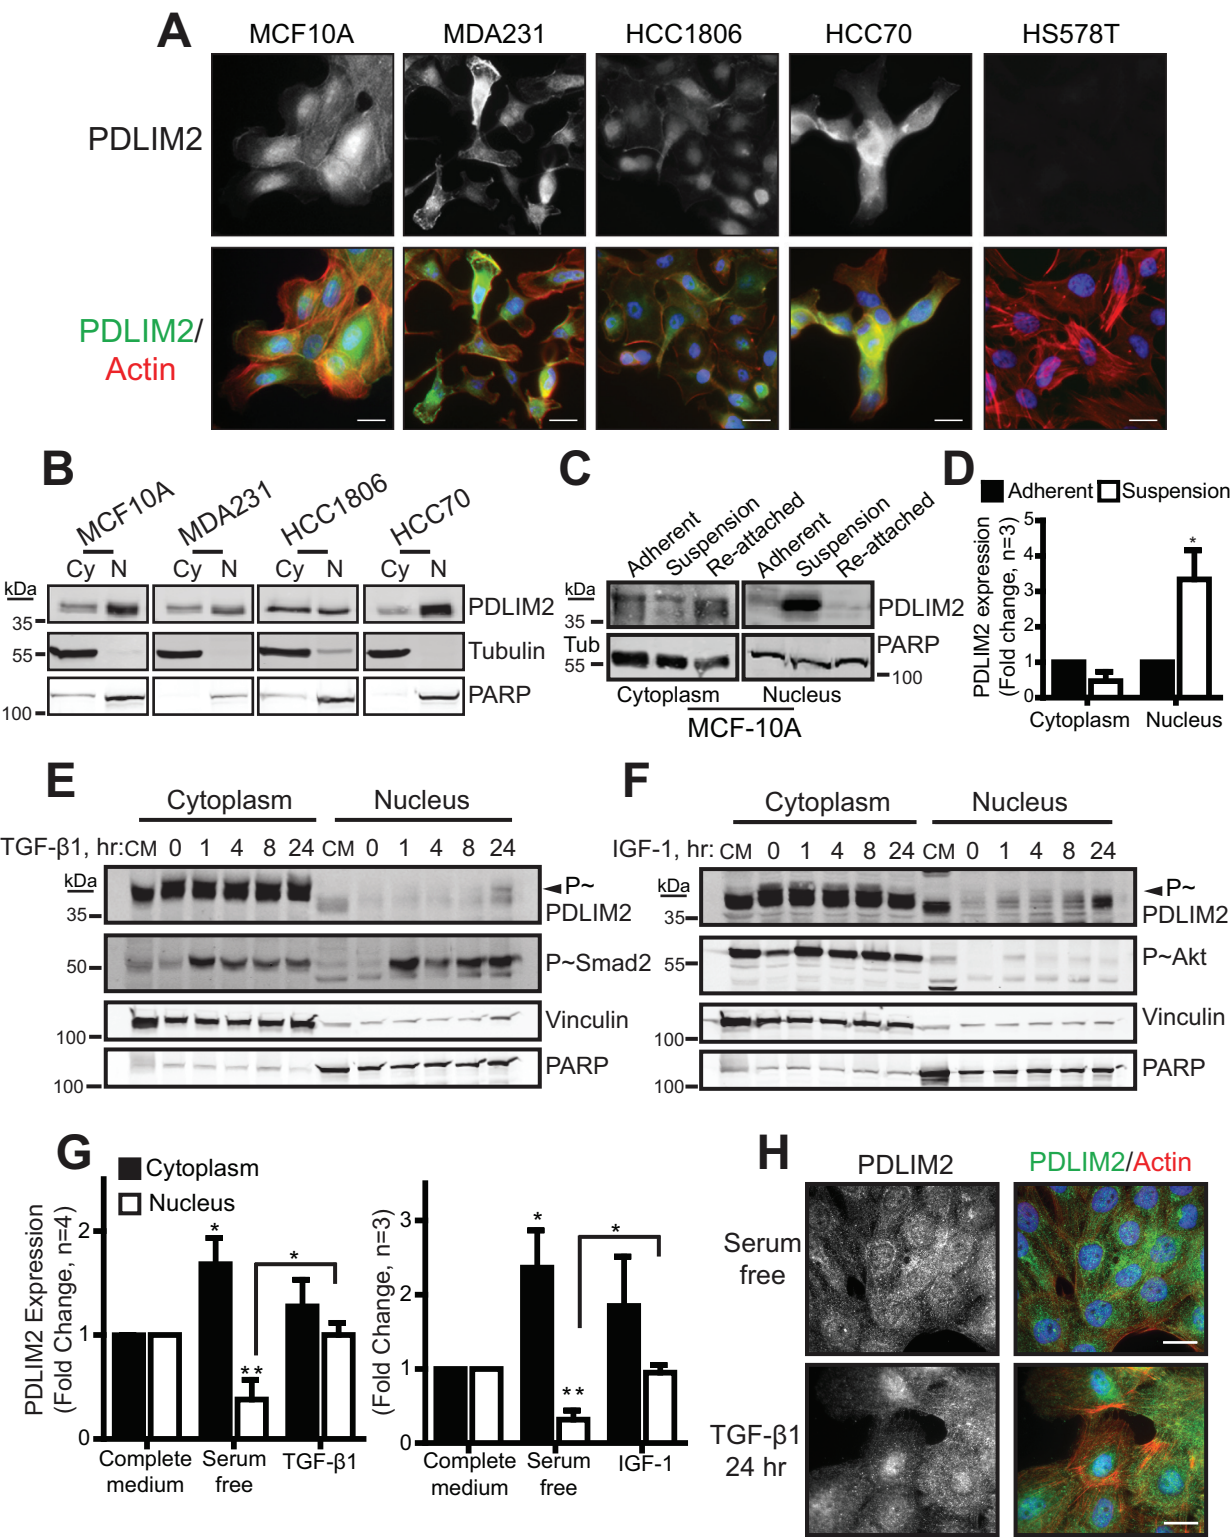 A
MCF10A MDA231 HCC1806 HCC70 HS578T
PDLIM2
PDLIM2/
Actin
B
MCF10A MDA231 HCC1806 HCC70
Cy N Cy N Cy N Cy N
kDa
35
PDLIM2
55
Tubulin
100
PARP
C
Adherent Suspension Re-attached Adherent Suspension Re-attached
kDa
35
PDLIM2
Tub
55
PARP
100
Cytoplasm Nucleus
MCF-10A
D
Adherent Suspension
PDLIM2 expression
(Fold change, n=3)
5
4
3
2
1
0
*
Cytoplasm Nucleus
E
Cytoplasm Nucleus
TGF-β1, hr: CM 0 1 4 8 24 CM 0 1 4 8 24
kDa
35
P~
PDLIM2
50
P~Smad2
100
Vinculin
100
PARP
F
Cytoplasm Nucleus
IGF-1, hr: CM 0 1 4 8 24 CM 0 1 4 8 24
kDa
35
P~
PDLIM2
55
P~Akt
100
Vinculin
100
PARP
G
Cytoplasm
Nucleus
PDLIM2 Expression
(Fold Change, n=4)
2
1
0
*
**
*
Complete
medium
Serum
free
TGF-β1
(Fold Change, n=3)
3
2
1
0
*
**
*
Complete
medium
Serum
free
IGF-1
H
PDLIM2 PDLIM2/Actin
Serum
free
TGF-β1
24 hr